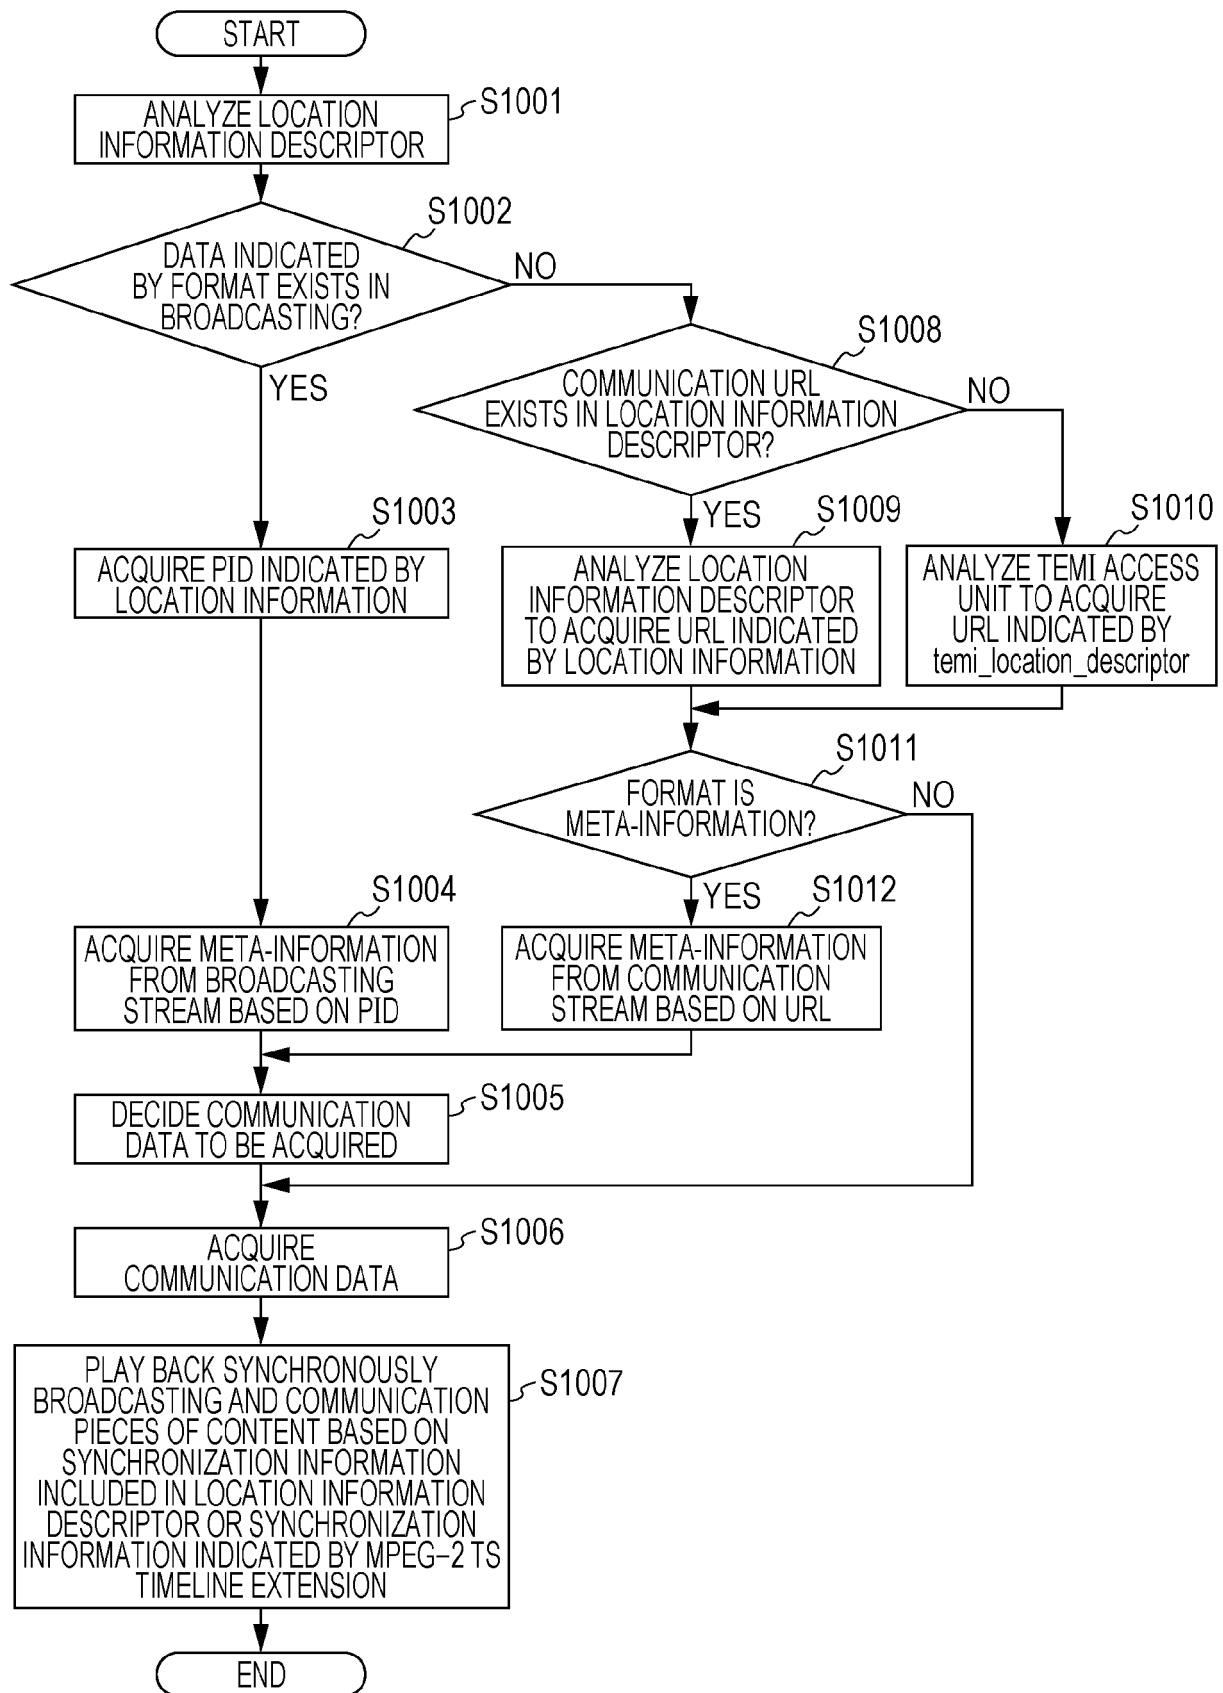 START
ANALYZE LOCATION
INFORMATION DESCRIPTOR
S1001
DATA INDICATED
BY FORMAT EXISTS IN
BROADCASTING?
S1002
NO
YES
COMMUNICATION URL
EXISTS IN LOCATION INFORMATION
DESCRIPTOR?
S1008
NO
YES
ACQUIRE PID INDICATED BY
LOCATION INFORMATION
S1003
ANALYZE LOCATION
INFORMATION DESCRIPTOR
TO ACQUIRE URL INDICATED
BY LOCATION INFORMATION
S1009
ANALYZE TEMI ACCESS
UNIT TO ACQUIRE
URL INDICATED BY
temi_location_descriptor
S1010
FORMAT IS
META-INFORMATION?
S1011
NO
YES
ACQUIRE META-INFORMATION
FROM BROADCASTING
STREAM BASED ON PID
S1004
ACQUIRE META-INFORMATION
FROM COMMUNICATION
STREAM BASED ON URL
S1012
DECIDE COMMUNICATION
DATA TO BE ACQUIRED
S1005
ACQUIRE
COMMUNICATION DATA
S1006
PLAY BACK SYNCHRONOUSLY
BROADCASTING AND COMMUNICATION
PIECES OF CONTENT BASED ON
SYNCHRONIZATION INFORMATION
INCLUDED IN LOCATION INFORMATION
DESCRIPTOR OR SYNCHRONIZATION
INFORMATION INDICATED BY MPEG-2 TS
TIMELINE EXTENSION
S1007
END